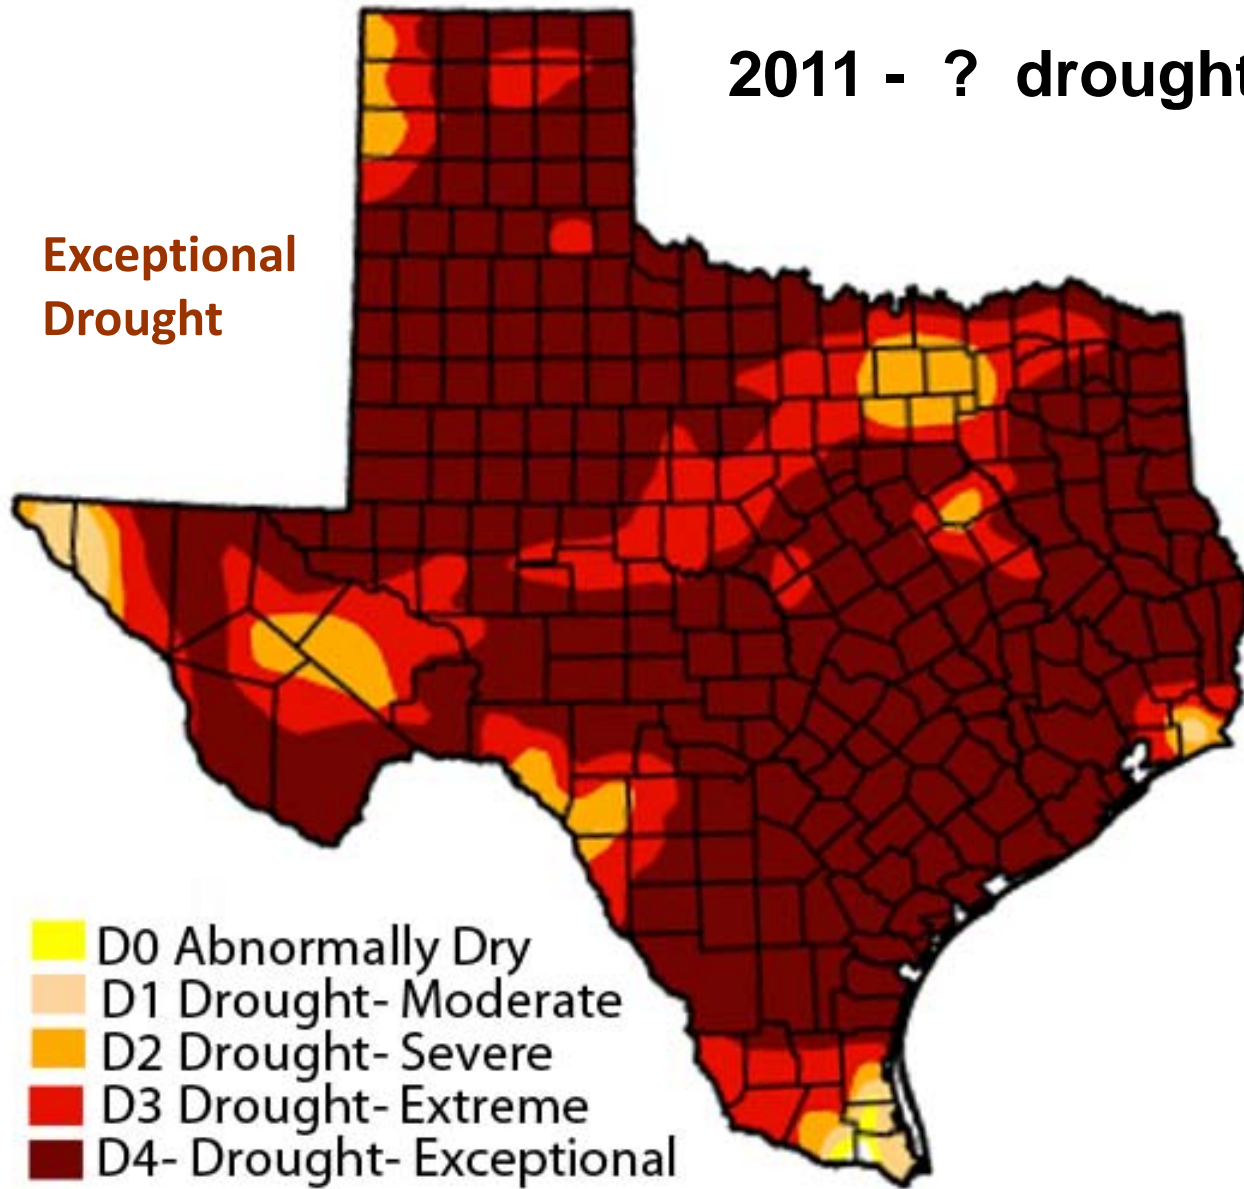 2011 - ? drought
Exceptional
Drought
D0 Abnormally Dry
D1 Drought- Moderate
D2 Drought- Severe
D3 Drought- Extreme
D4- Drought- Exceptional